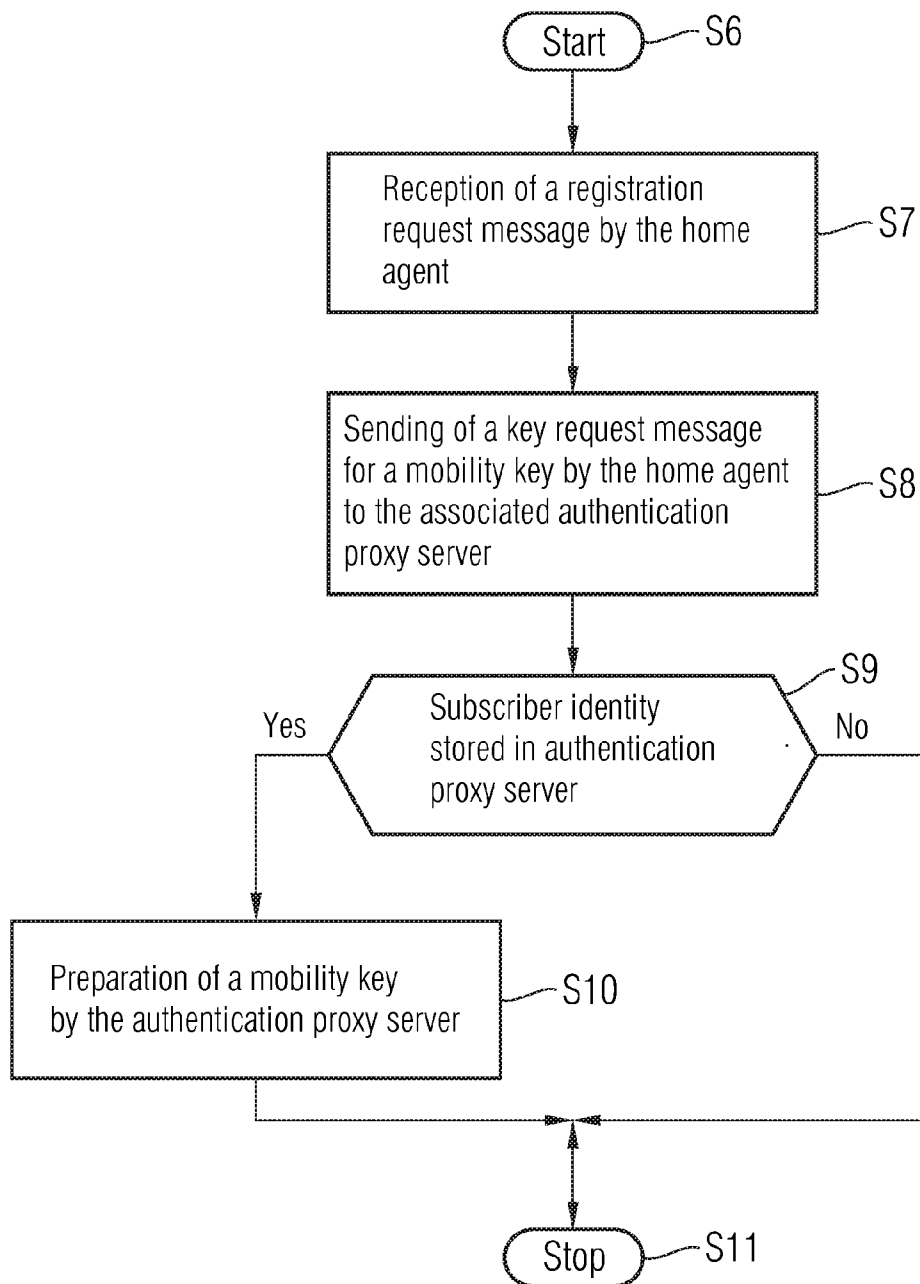 Start
S6
Reception of a registration
request message by the home
agent
S7
Sending of a key request message
for a mobility key by the home agent
to the associated authentication
proxy server
S8
S9
Yes
Subscriber identity
stored in authentication
proxy server
No
Preparation of a mobility key
by the authentication proxy server
S10
Stop
S11